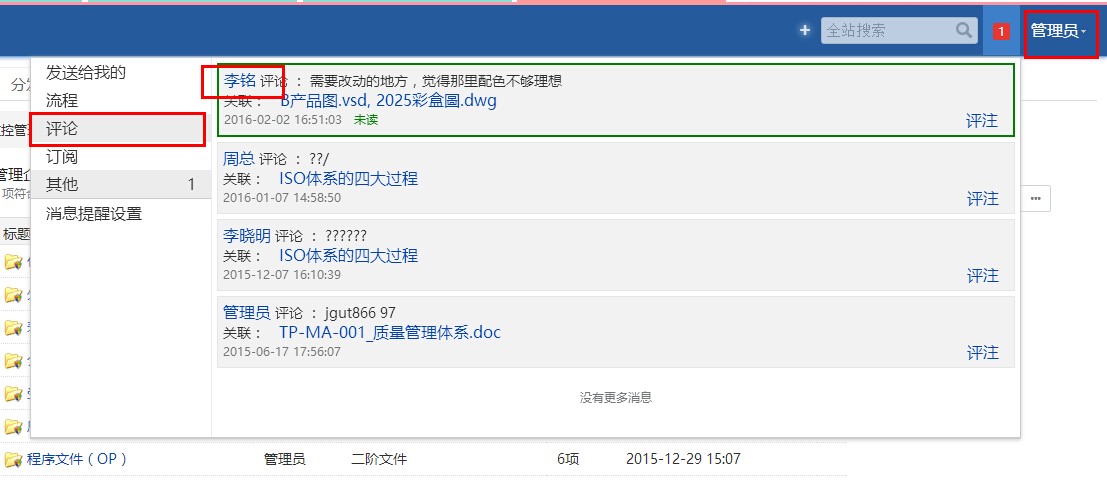 + 全站搜索 1 管理员
分发
发送给我的
流程
评论
订阅
其他 1
消息提醒设置
李铭 评论 ： 需要改动的地方，觉得那里配色不够理想
关联： B产品图.vsd, 2025彩盒圖.dwg
2016-02-02 16:51:03 未读
评注
周总 评论 ： ??/
关联： ISO体系的四大过程
2016-01-07 14:58:50
评注
李晓明 评论 ： ??????
关联： ISO体系的四大过程
2015-12-07 16:10:39
评注
管理员 评论 ： jgut866 97
关联： TP-MA-001_质量管理体系.doc
2015-06-17 17:56:07
评注
没有更多消息
控管
管理企
项符合
标题
...
程序文件（OP） 管理员 二阶文件 6项 2015-12-29 15:07